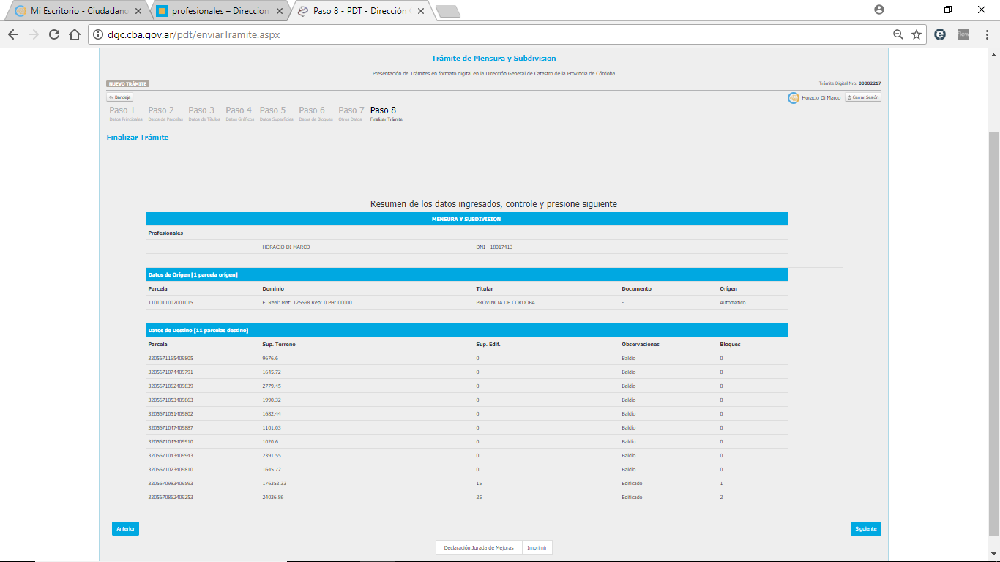 Mi Escritorio - Ciudadano
profesionales – Direccion
Paso 8 - PDT - Dirección
dgc.cba.gov.ar/pdt/enviarTramite.aspx
Trámite de Mensura y Subdivision
Presentación de Trámites en formato digital en la Dirección General de Catastro de la Provincia de Córdoba
NUEVO TRÁMITE
Trámite Digital Nro: 00002217
Bandeja
Horacio Di Marco
Cerrar Sesión
Paso 1 Paso 2 Paso 3 Paso 4 Paso 5 Paso 6 Paso 7 Paso 8
Datos Principales Datos de Parcelas Datos de Títulos Datos Gráficos Datos Superficies Datos de Bloques Otros Datos Finalizar Trámite
Finalizar Trámite
Resumen de los datos ingresados, controle y presione siguiente
MENSURA Y SUBDIVISION
Profesionales
HORACIO DI MARCO DNI - 18017413
Datos de Orígen [1 parcela orígen]
Parcela Dominio Titular Documento Orígen
1101011002001015 F. Real: Mat: 125598 Rep: 0 PH: 00000 PROVINCIA DE CORDOBA - Automatico
Datos de Destino [11 parcelas destino]
Parcela Sup. Terreno Sup. Edif. Observaciones Bloques
3205671165409805 9676.6 0 Baldío 0
3205671074409791 1645.72 0 Baldío 0
3205671062409839 2779.45 0 Baldío 0
3205671053409863 1990.32 0 Baldío 0
3205671051409802 1682.44 0 Baldío 0
3205671047409887 1101.03 0 Baldío 0
3205671045409910 1020.6 0 Baldío 0
3205671043409943 2391.55 0 Baldío 0
3205671023409810 1645.72 0 Baldío 0
3205670983409593 176352.33 15 Edificado 1
3205670862409253 24036.86 25 Edificado 2
Anterior
Siguiente
Declaración Jurada de Mejoras
Imprimir